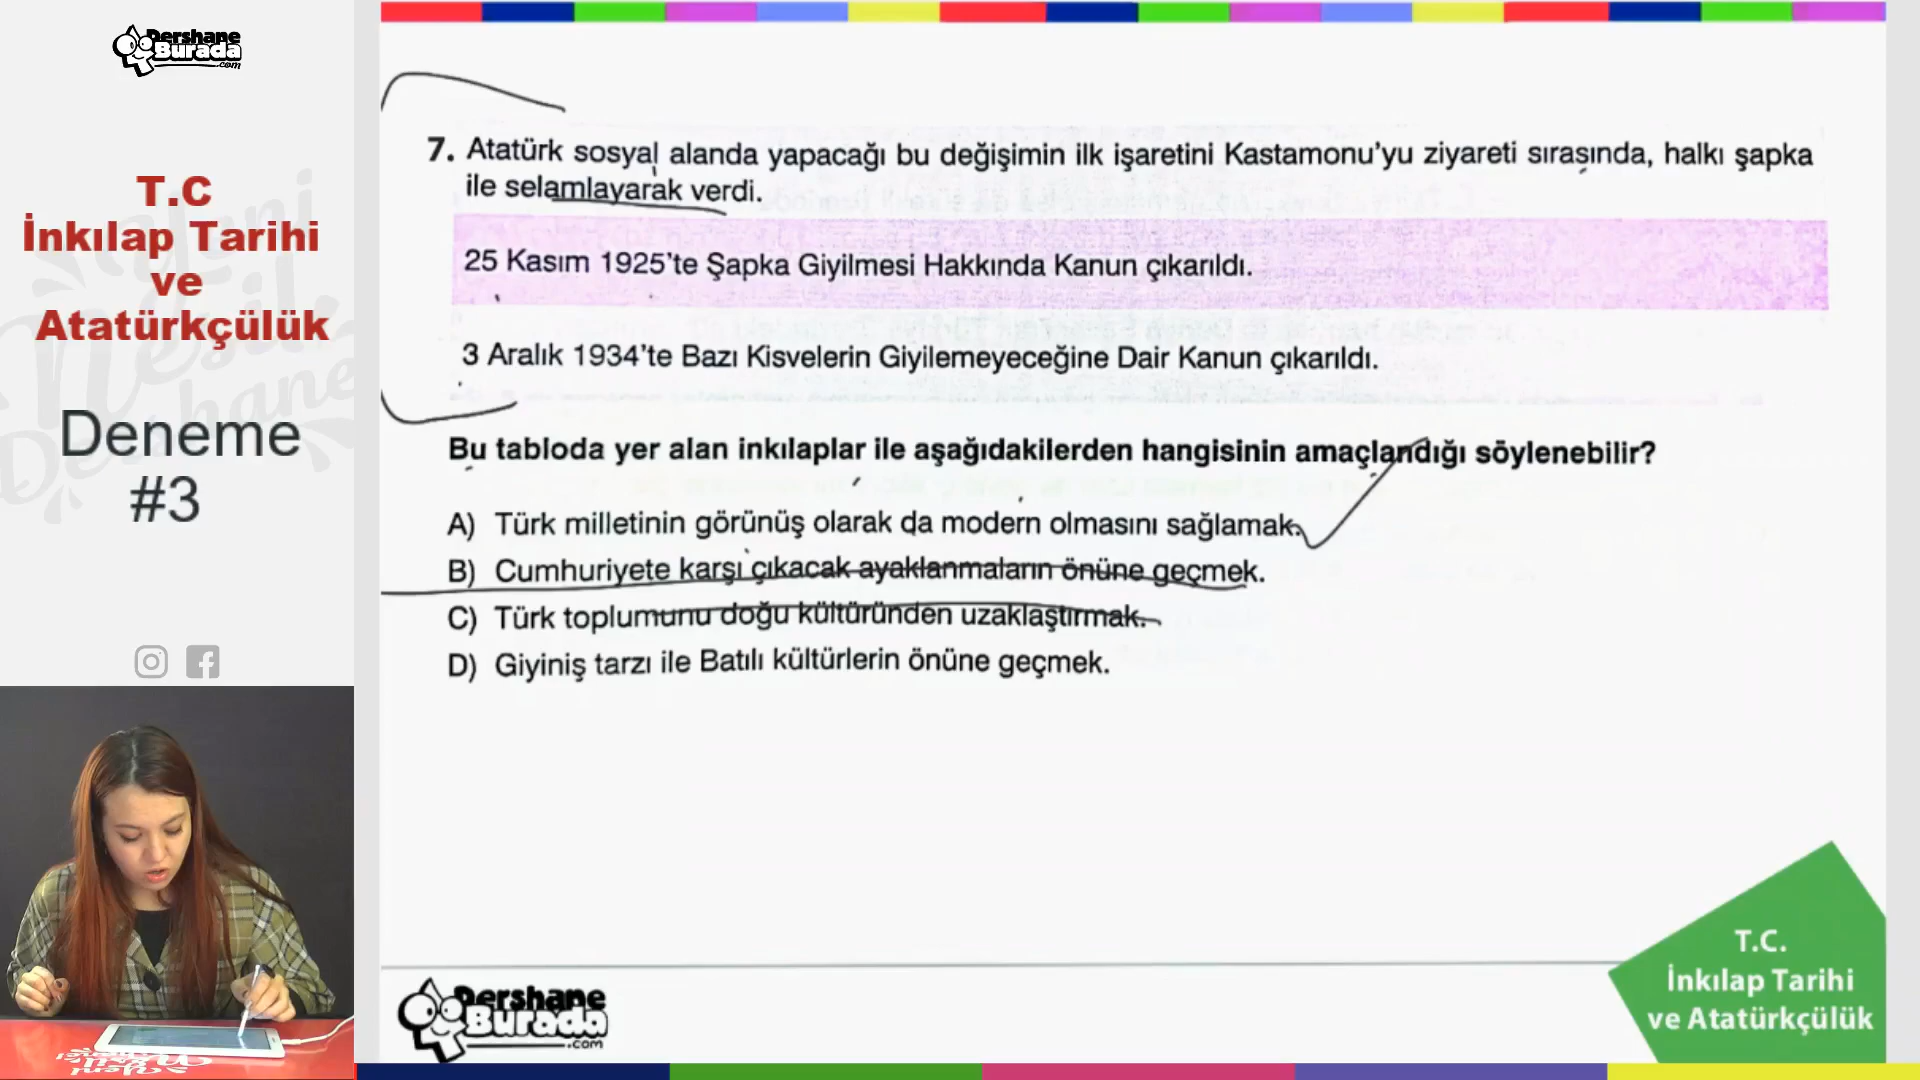 Dershane
Burada
.com
T.C
İnkılap Tarihi
ve
Atatürkçülük
Deneme
#3
7. Atatürk sosyal alanda yapacağı bu değişimin ilk işaretini Kastamonu'yu ziyareti sırasında, halkı şapka
ile selamlayarak verdi.
25 Kasım 1925'te Şapka Giyilmesi Hakkında Kanun çıkarıldı.
3 Aralık 1934'te Bazı Kisvelerin Giyilemeyeceğine Dair Kanun çıkarıldı.
Bu tabloda yer alan inkılaplar ile aşağıdakilerden hangisinin amaçlandığı söylenebilir?
A) Türk milletinin görünüş olarak da modern olmasını sağlamak.
B) Cumhuriyete karşı çıkacak ayaklanmaların önüne geçmek.
C) Türk toplumunu doğu kültüründen uzaklaştırmak.
D) Giyiniş tarzı ile Batılı kültürlerin önüne geçmek.
Dershane
Burada
.com
T.C.
İnkılap Tarihi
ve Atatürkçülük